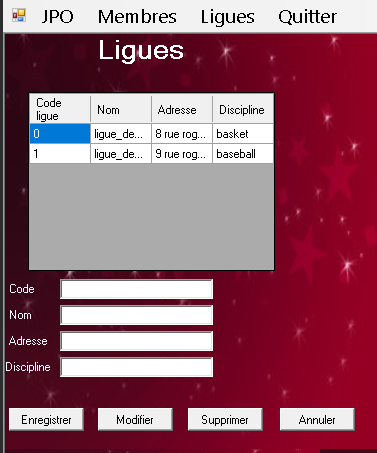 JPO Membres Ligues Quitter
Ligues
Code ligue Nom Adresse Discipline
0 ligue_de... 8 rue rog... basket
1 ligue_de... 9 rue rog... baseball
Code
Nom
Adresse
Discipline
Enregistrer Modifier Supprimer Annuler